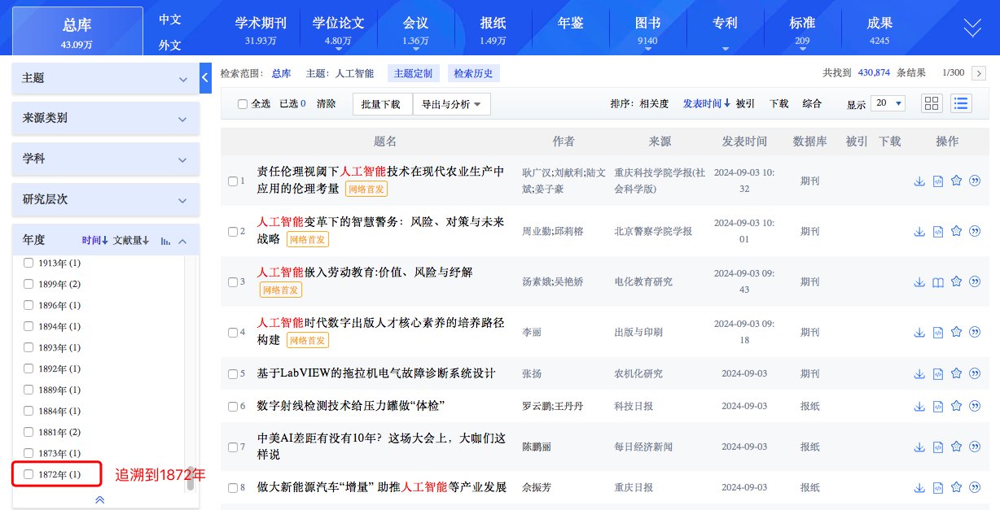 总库
43.09万
中文
外文
学术期刊
31.93万
学位论文
4.80万
会议
1.36万
报纸
1.49万
年鉴
图书
9140
专利
标准
209
成果
4245
主题
来源类别
学科
研究层次
年度 时间↓ 文献量↓
1913年 (1)
1899年 (2)
1896年 (1)
1894年 (1)
1893年 (1)
1892年 (1)
1889年 (1)
1884年 (1)
1881年 (2)
1873年 (1)
1872年 (1)
追溯到1872年
检索范围: 总库 主题: 人工智能 主题定制 检索历史 共找到 430,874 条结果 1/300 >
全选 已选 0 清除 批量下载 导出与分析 排序: 相关度 发表时间↓ 被引 下载 综合 显示 20
题名 作者 来源 发表时间 数据库 被引 下载 操作
1 责任伦理视阈下人工智能技术在现代农业生产中
应用的伦理考量 网络首发
耿广汉;刘献利;陆文
斌;姜子豪
重庆科技学院学报(社
会科学版)
2024-09-03 10:
32
期刊
2 人工智能变革下的智慧警务：风险、对策与未来
战略 网络首发
周业勤;邱莉榕
北京警察学院学报
2024-09-03 10:
01
期刊
3 人工智能嵌入劳动教育:价值、风险与纾解
网络首发
汤素娥;吴艳娇
电化教育研究
2024-09-03 09:
43
期刊
4 人工智能时代数字出版人才核心素养的培养路径
构建 网络首发
李丽
出版与印刷
2024-09-03 09:
18
期刊
5 基于LabVIEW的拖拉机电气故障诊断系统设计 张扬 农机化研究 2024-09-03 期刊
6 数字射线检测技术给压力罐做“体检” 罗云鹏;王丹丹 科技日报 2024-09-03 报纸
7 中美AI差距有没有10年？这场大会上，大咖们这
样说
陈鹏丽 每日经济新闻 2024-09-03 报纸
8 做大新能源汽车“增量” 助推人工智能等产业发展 佘振芳 重庆日报 2024-09-03 报纸